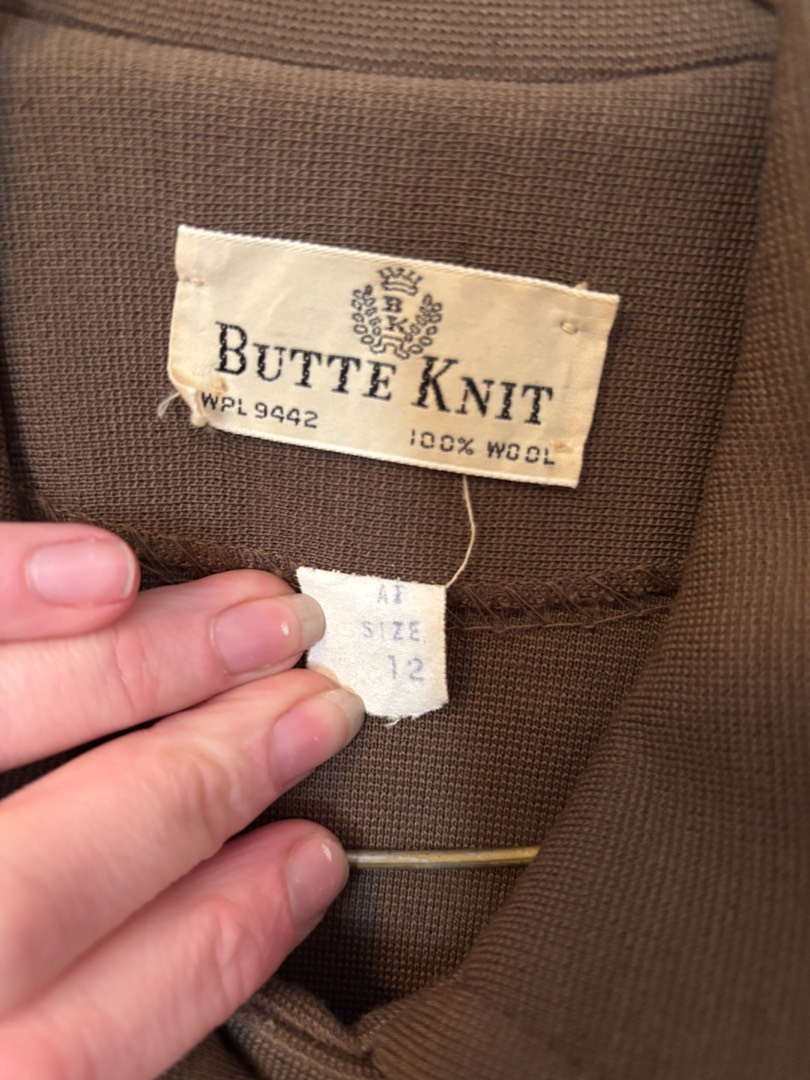 B
K
BUTTE KNIT
WPL 9442
100% WOOL
SIZE
12